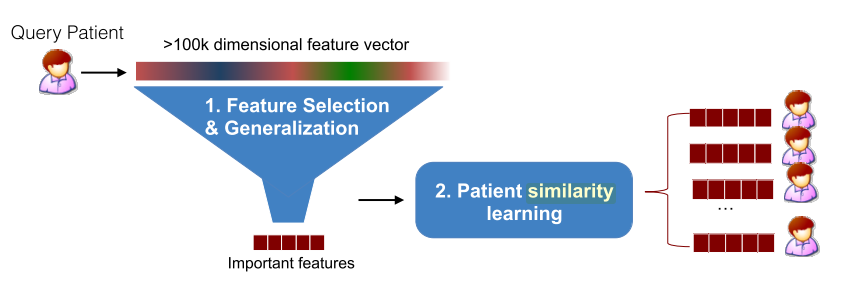 Query Patient
>100k dimensional feature vector
1. Feature Selection
& Generalization
2. Patient similarity
learning
...
Important features